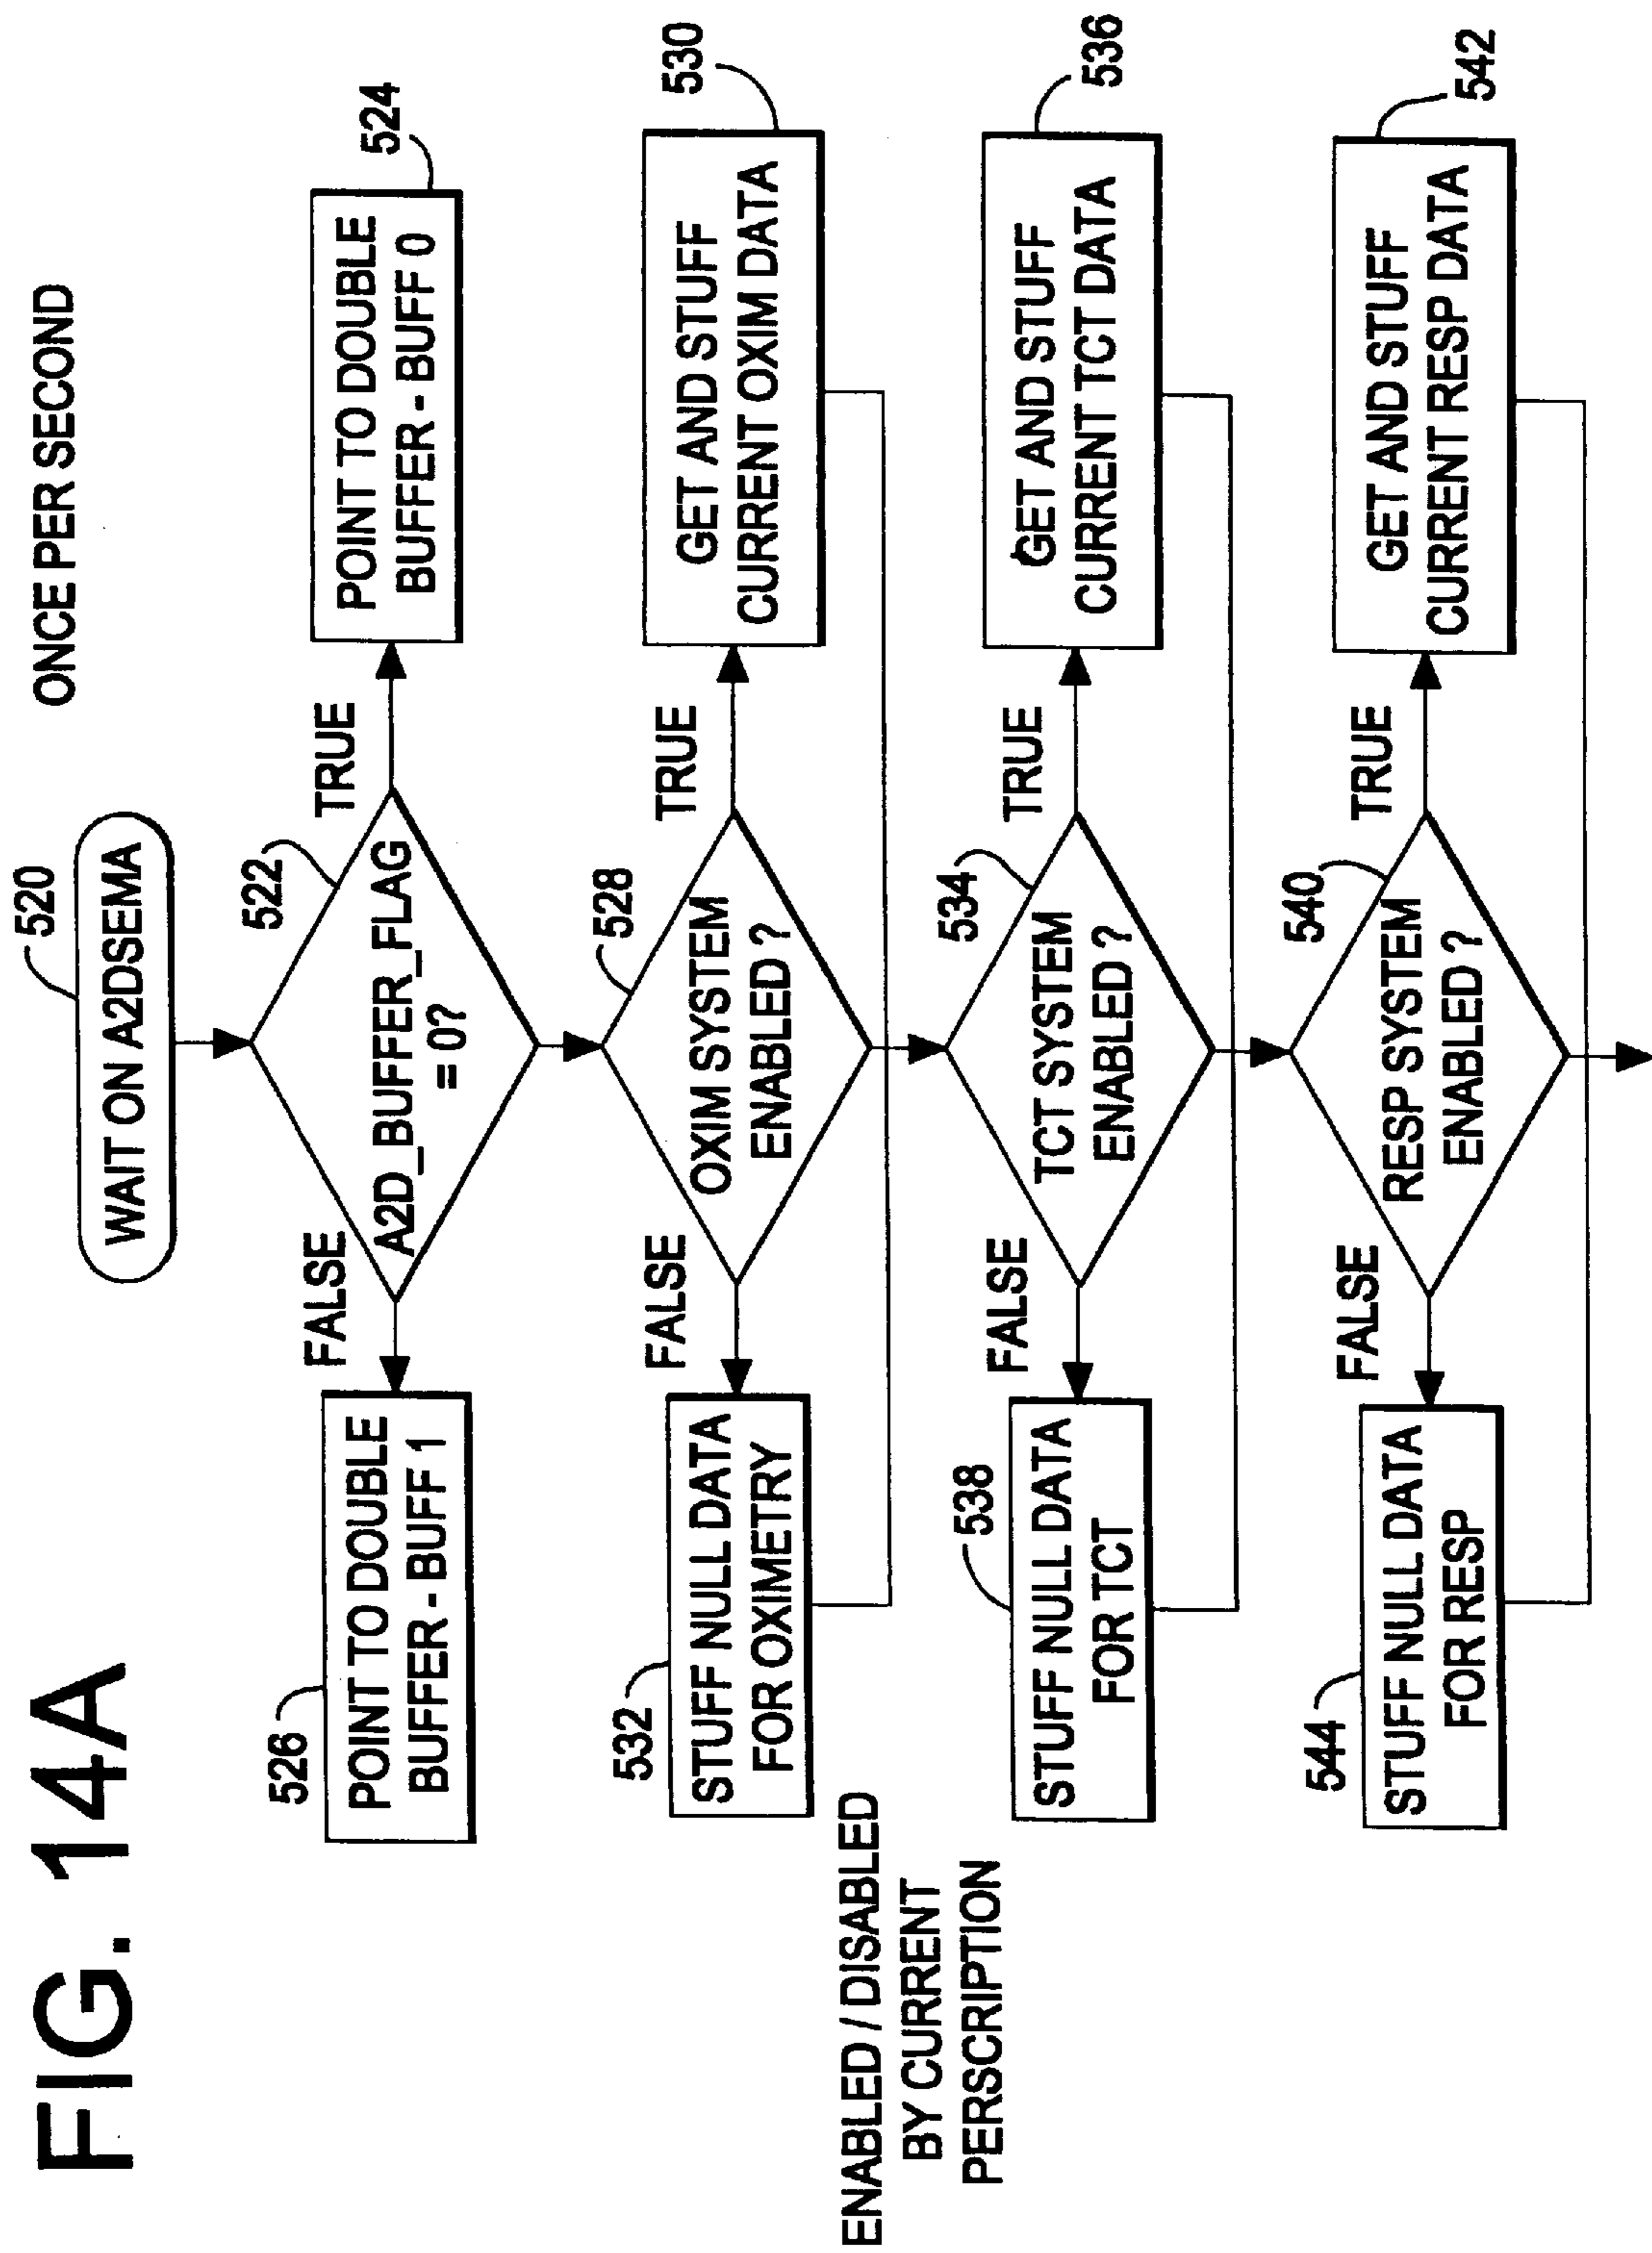 FIG. 14A
ONCE PER SECOND
520
WAIT ON A2DSEMA
522
A2D_BUFFER_FLAG
= 0?
FALSE
TRUE
526
POINT TO DOUBLE
BUFFER - BUFF 1
524
POINT TO DOUBLE
BUFFER - BUFF 0
528
OXIM SYSTEM
ENABLED ?
FALSE
TRUE
532
STUFF NULL DATA
FOR OXIMETRY
530
GET AND STUFF
CURRENT OXIM DATA
ENABLED / DISABLED
BY CURRENT
PERSCRIPTION
534
TCT SYSTEM
ENABLED ?
FALSE
TRUE
538
STUFF NULL DATA
FOR TCT
536
GET AND STUFF
CURRENT TCT DATA
540
RESP SYSTEM
ENABLED ?
FALSE
TRUE
544
STUFF NULL DATA
FOR RESP
542
GET AND STUFF
CURRENT RESP DATA